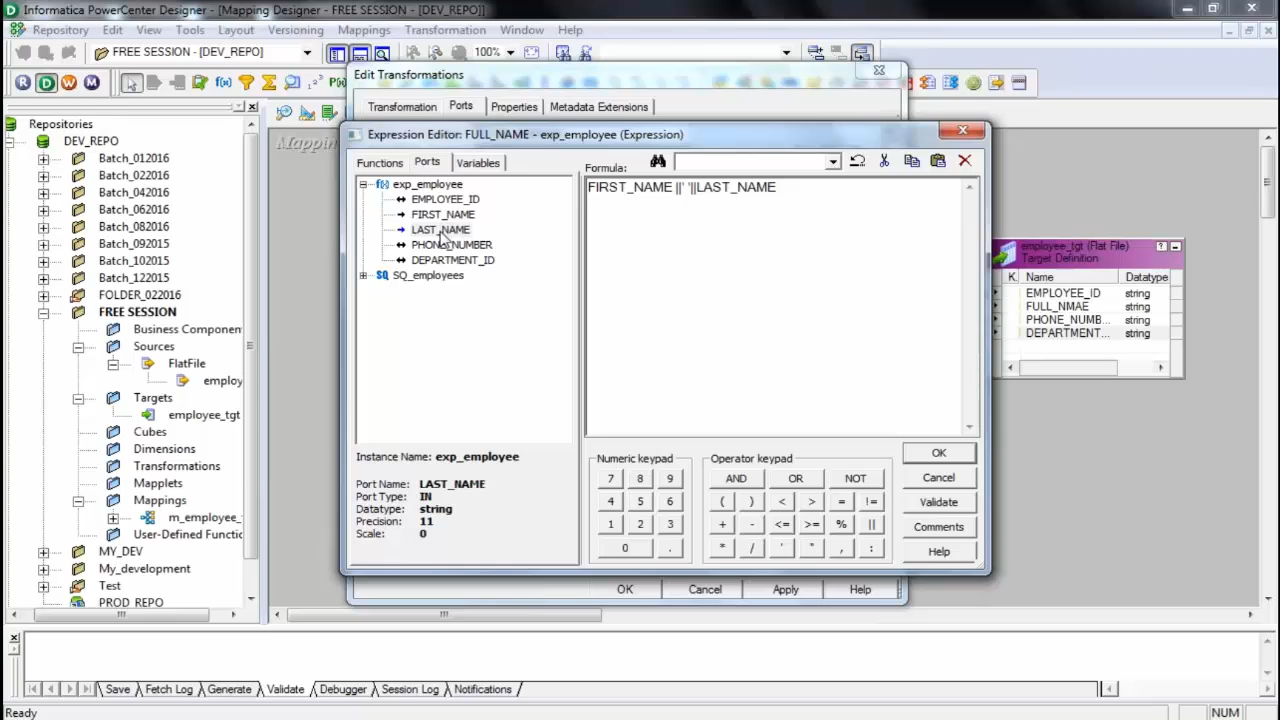 Informatica PowerCenter Designer - [Mapping Designer - FREE SESSION - [DEV_REPO]]
Repository Edit View Tools Layout Versioning Mappings Transformation Window Help
FREE SESSION - [DEV_REPO] 100%
Edit Transformations
R D W M
Transformation Ports Properties Metadata Extensions
Repositories
DEV_REPO
Batch_012016
Batch_022016
Batch_042016
Batch_062016
Batch_082016
Batch_092015
Batch_102015
Batch_122015
FOLDER_022016
FREE SESSION
Business Componen
Sources
FlatFile
employ
Targets
employee_tgt
Cubes
Dimensions
Transformations
Mapplets
Mappings
m_employee_
User-Defined Functio
MY_DEV
My_development
Test
PROD_REPO
Mappin
Expression Editor: FULL_NAME - exp_employee (Expression)
Functions Ports Variables
Formula:
exp_employee
EMPLOYEE_ID
FIRST_NAME
LAST_NAME
PHONE_NUMBER
DEPARTMENT_ID
SQ_employees
FIRST_NAME ||' '||LAST_NAME
Instance Name: exp_employee
Port Name: LAST_NAME
Port Type: IN
Datatype: string
Precision: 11
Scale: 0
Numeric keypad
7 8 9
4 5 6
1 2 3
0 .
Operator keypad
AND OR NOT
( ) < > = !=
+ - <= >= % ||
* / ' " , :
OK
Cancel
Validate
Comments
Help
OK Cancel Apply Help
employee_tgt (Flat File)
Target Definition
K. Name Datatype
EMPLOYEE_ID string
FULL_NMAE string
PHONE_NUMB... string
DEPARTMENT... string
Save Fetch Log Generate Validate Debugger Session Log Notifications
Ready NUM